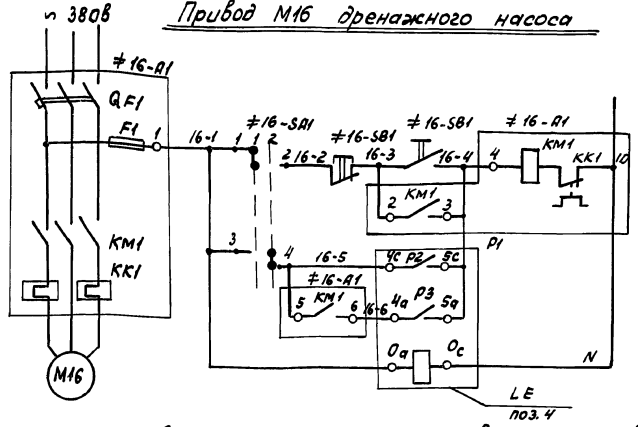 Привод М16 дренажного насоса
~ 380в
≠16-А1
QF1
F1
1
16-1
1
1
2
≠16-SA1
2
16-2
≠16-SB1
16-3
≠16-SB1
16-4
≠16-А1
4
КМ1
КК1
10
2
КМ1
3
3
4
16-5
4с
Р2
5с
Р1
≠16-А1
5
КМ1
6
16-6
4а
Р3
5а
КМ1
КК1
М16
0а
0с
N
LE
поз.4